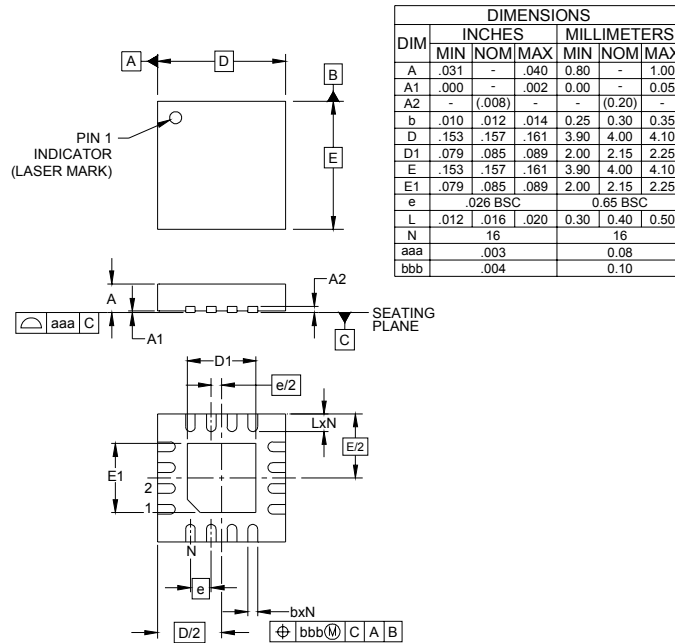 A
D
B
PIN 1
INDICATOR
(LASER MARK)
E
DIMENSIONS
DIM INCHES MILLIMETERS
MIN NOM MAX MIN NOM MAX
A .031 - .040 0.80 - 1.00
A1 .000 - .002 0.00 - 0.05
A2 - (.008) - - (0.20) -
b .010 .012 .014 0.25 0.30 0.35
D .153 .157 .161 3.90 4.00 4.10
D1 .079 .085 .089 2.00 2.15 2.25
E .153 .157 .161 3.90 4.00 4.10
E1 .079 .085 .089 2.00 2.15 2.25
e .026 BSC 0.65 BSC
L .012 .016 .020 0.30 0.40 0.50
N 16 16
aaa .003 0.08
bbb .004 0.10
A
A2
aaa C
A1
SEATING
PLANE
C
D1
e/2
LxN
E/2
E1
2
1
N
e
bxN
D/2
bbb Ⓜ C A B